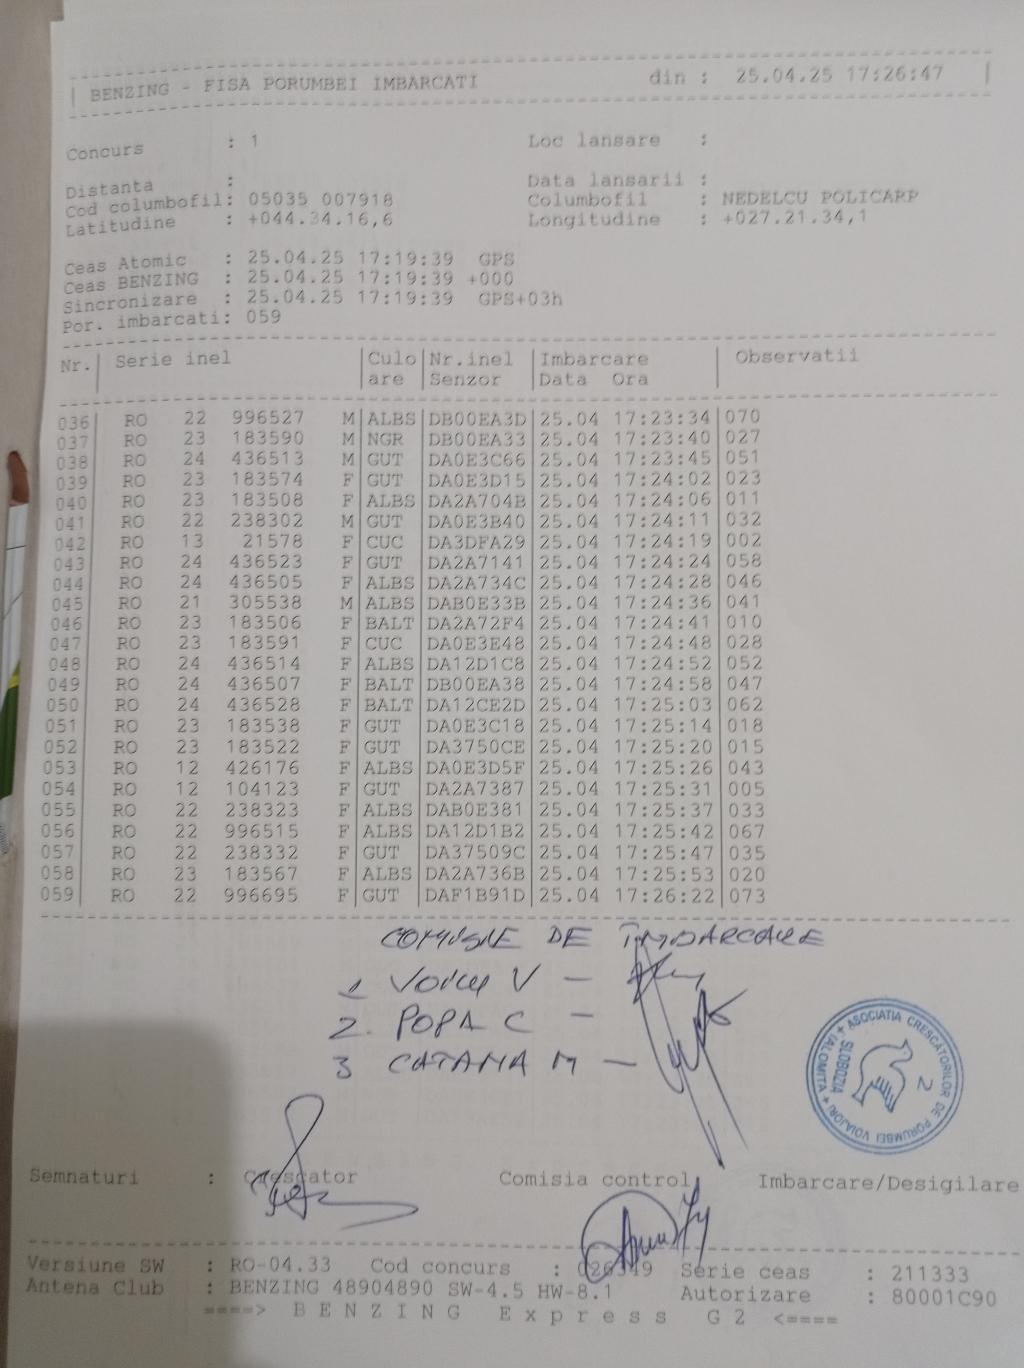 BENZING - FISA PORUMBEI IMBARCATI din : 25.04.25 17:26:47
Concurs : 1 Loc lansare :
Distanta : Data lansarii :
Cod columbofil: 05035 007918 Columbofil : NEDELCU POLICARP
Latitudine : +044.34.16,6 Longitudine : +027.21.34,1
Ceas Atomic : 25.04.25 17:19:39 GPS
Ceas BENZING : 25.04.25 17:19:39 +000
Sincronizare : 25.04.25 17:19:39 GPS+03h
Por. imbarcati: 059
Nr.| Serie inel |Culo|Nr.inel |Imbarcare | Observatii
|are |Senzor |Data Ora |
036| RO 22 996527 M|ALBS|DB00EA3D|25.04 17:23:34|070
037| RO 23 183590 M|NGR |DB00EA33|25.04 17:23:40|027
038| RO 24 436513 M|GUT |DA0E3C66|25.04 17:23:45|051
039| RO 23 183574 F|GUT |DA0E3D15|25.04 17:24:02|023
040| RO 23 183508 F|ALBS|DA2A704B|25.04 17:24:06|011
041| RO 22 238302 M|GUT |DA0E3B40|25.04 17:24:11|032
042| RO 13 21578 F|CUC |DA3DFA29|25.04 17:24:19|002
043| RO 24 436523 F|GUT |DA2A7141|25.04 17:24:24|058
044| RO 24 436505 F|ALBS|DA2A734C|25.04 17:24:28|046
045| RO 21 305538 M|ALBS|DAB0E33B|25.04 17:24:36|041
046| RO 23 183506 F|BALT|DA2A72F4|25.04 17:24:41|010
047| RO 23 183591 F|CUC |DA0E3E48|25.04 17:24:48|028
048| RO 24 436514 F|ALBS|DA12D1C8|25.04 17:24:52|052
049| RO 24 436507 F|BALT|DB00EA38|25.04 17:24:58|047
050| RO 24 436528 F|BALT|DA12CE2D|25.04 17:25:03|062
051| RO 23 183538 F|GUT |DA0E3C18|25.04 17:25:14|018
052| RO 23 183522 F|GUT |DA3750CE|25.04 17:25:20|015
053| RO 12 426176 F|ALBS|DA0E3D5F|25.04 17:25:26|043
054| RO 12 104123 F|GUT |DA2A7387|25.04 17:25:31|005
055| RO 22 238323 F|ALBS|DAB0E381|25.04 17:25:37|033
056| RO 22 996515 F|ALBS|DA12D1B2|25.04 17:25:42|067
057| RO 22 238332 F|GUT |DA37509C|25.04 17:25:47|035
058| RO 23 183567 F|ALBS|DA2A736B|25.04 17:25:53|020
059| RO 22 996695 F|GUT |DAF1B91D|25.04 17:26:22|073
COMISIE DE ÎMBARCARE
1 VOICU V -
2. POPA C -
3 CATANA M -
ASOCIATIA CRESCĂTORILOR DE PORUMBEI VOIAJORI + IALOMITA +
SLOBOZIA
2
Semnaturi : Crescator Comisia control Imbarcare/Desigilare
Versiune SW : RO-04.33 Cod concurs : 026349 Serie ceas : 211333
Antena Club : BENZING 48904890 SW-4.5 HW-8.1 Autorizare : 80001C90
====> B E N Z I N G E x p r e s s G 2 <====